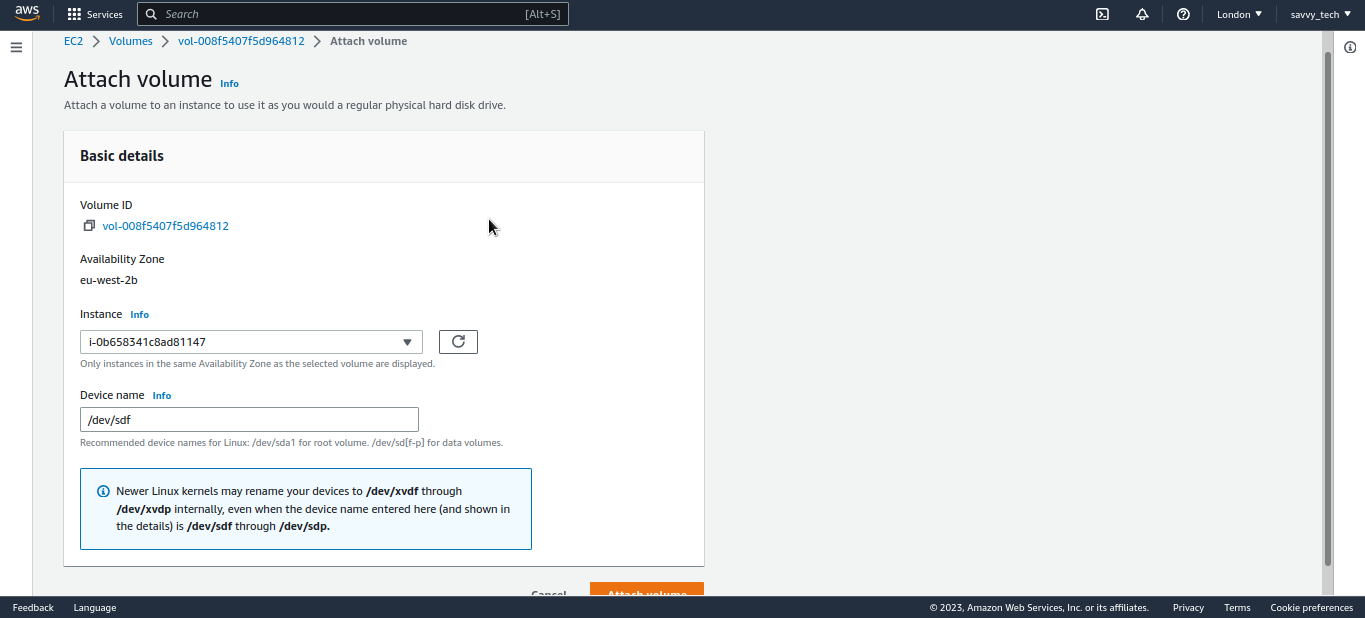 aws Services Search [Alt+S] London savvy_tech
EC2 Volumes vol-008f5407f5d964812 Attach volume
Attach volume Info
Attach a volume to an instance to use it as you would a regular physical hard disk drive.
Basic details
Volume ID
vol-008f5407f5d964812
Availability Zone
eu-west-2b
Instance Info
i-0b658341c8ad81147
Only instances in the same Availability Zone as the selected volume are displayed.
Device name Info
/dev/sdf
Recommended device names for Linux: /dev/sda1 for root volume. /dev/sd[f-p] for data volumes.
Newer Linux kernels may rename your devices to /dev/xvdf through
/dev/xvdp internally, even when the device name entered here (and shown in
the details) is /dev/sdf through /dev/sdp.
Cancel Attach volume
Feedback Language © 2023, Amazon Web Services, Inc. or its affiliates. Privacy Terms Cookie preferences